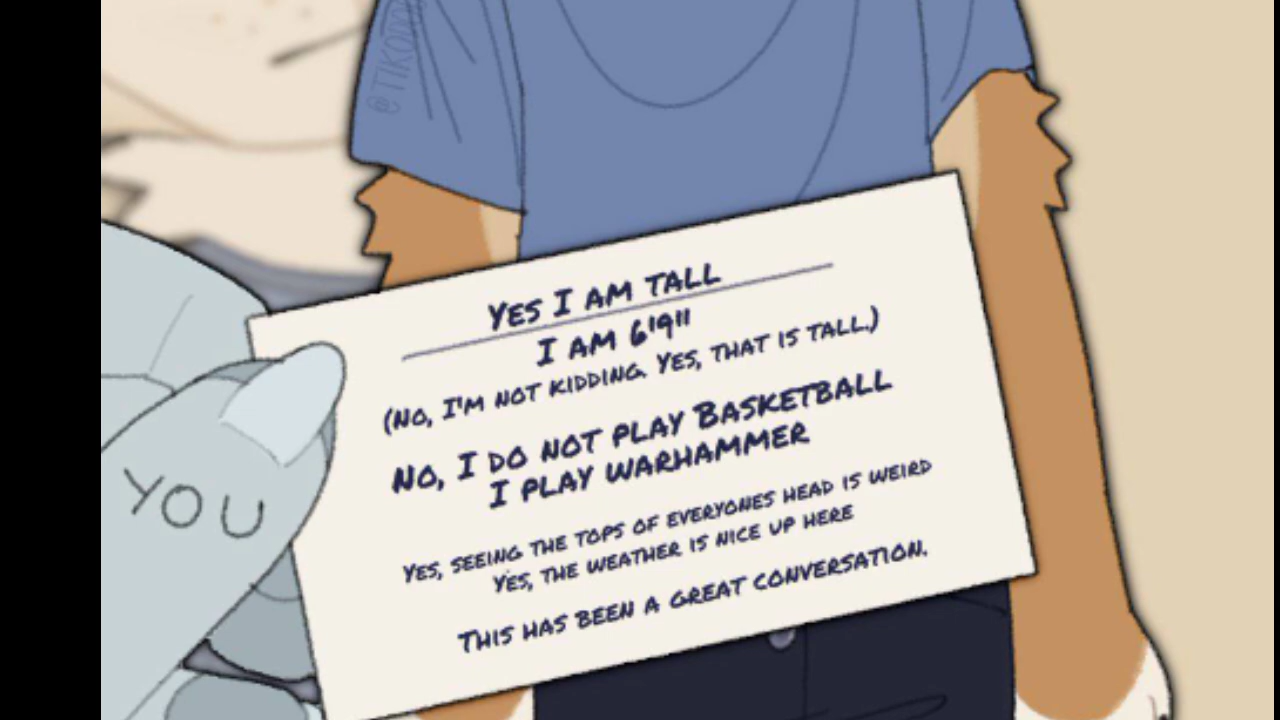 @TIKO
YES I AM TALL
I AM 6'9"
(NO, I'M NOT KIDDING. YES, THAT IS TALL.)
NO, I DO NOT PLAY BASKETBALL
I PLAY WARHAMMER
YES, SEEING THE TOPS OF EVERYONES HEAD IS WEIRD
YES, THE WEATHER IS NICE UP HERE
THIS HAS BEEN A GREAT CONVERSATION.
YOU